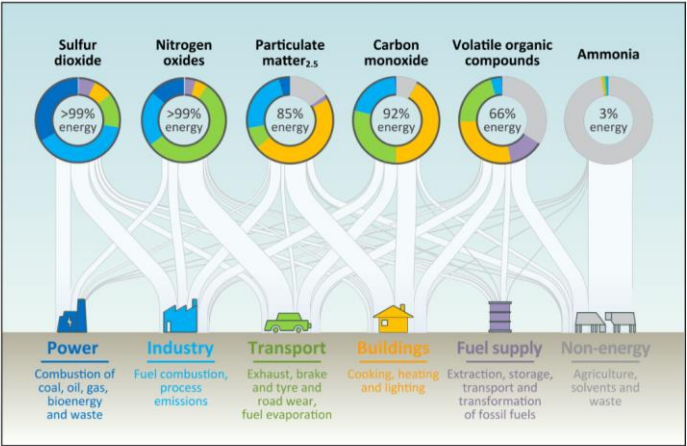 Sulfur
dioxide
Nitrogen
oxides
Particulate
matter2.5
Carbon
monoxide
Volatile organic
compounds
Ammonia
>99%
energy
>99%
energy
85%
energy
92%
energy
66%
energy
3%
energy
Power
Combustion of
coal, oil, gas,
bioenergy
and waste
Industry
Fuel combustion,
process
emissions
Transport
Exhaust, brake
and tyre and
road wear,
fuel evaporation
Buildings
Cooking, heating
and lighting
Fuel supply
Extraction, storage,
transport and
transformation
of fossil fuels
Non-energy
Agriculture,
solvents and
waste